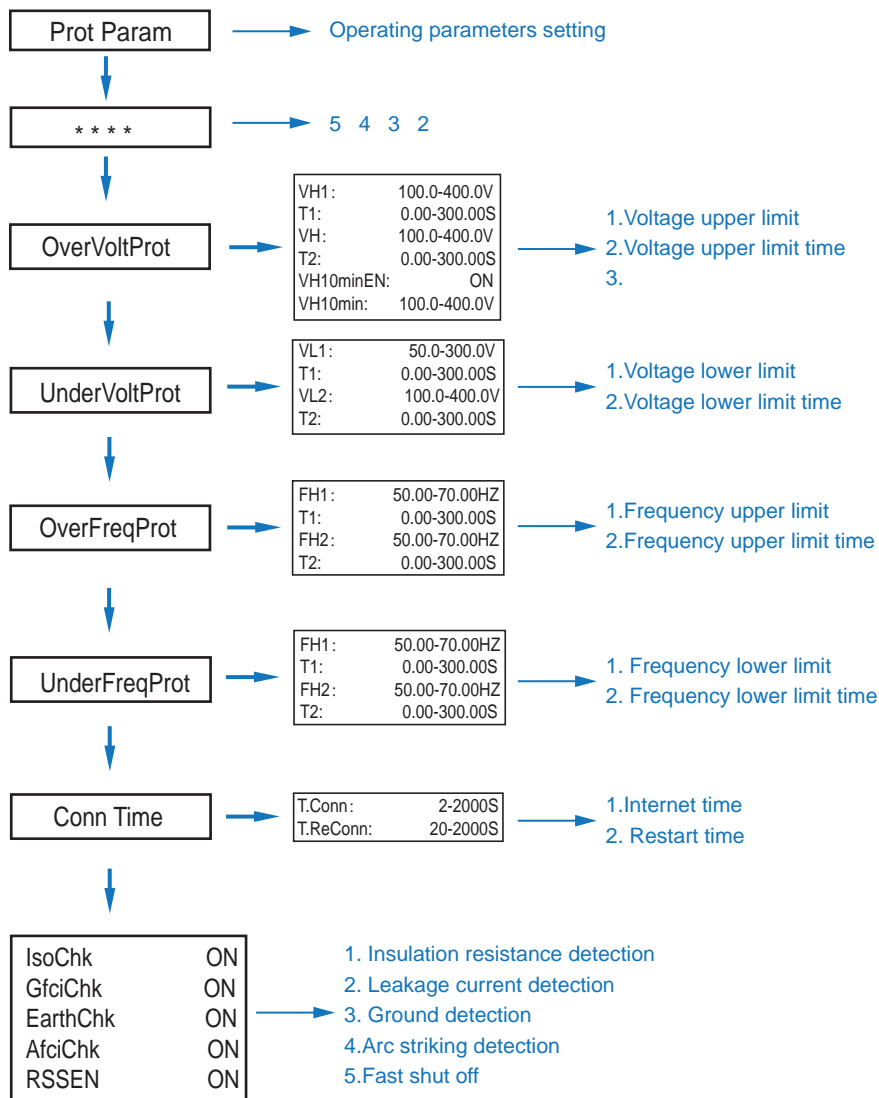 Prot Param
Operating parameters setting
* * * *
5 4 3 2
OverVoltProt
VH1: 100.0-400.0V
T1: 0.00-300.00S
VH: 100.0-400.0V
T2: 0.00-300.00S
VH10minEN: ON
VH10min: 100.0-400.0V
1.Voltage upper limit
2.Voltage upper limit time
3.
UnderVoltProt
VL1: 50.0-300.0V
T1: 0.00-300.00S
VL2: 100.0-400.0V
T2: 0.00-300.00S
1.Voltage lower limit
2.Voltage lower limit time
OverFreqProt
FH1: 50.00-70.00HZ
T1: 0.00-300.00S
FH2: 50.00-70.00HZ
T2: 0.00-300.00S
1.Frequency upper limit
2.Frequency upper limit time
UnderFreqProt
FH1: 50.00-70.00HZ
T1: 0.00-300.00S
FH2: 50.00-70.00HZ
T2: 0.00-300.00S
1. Frequency lower limit
2. Frequency lower limit time
Conn Time
T.Conn: 2-2000S
T.ReConn: 20-2000S
1.Internet time
2. Restart time
IsoChk ON
GfciChk ON
EarthChk ON
AfciChk ON
RSSEN ON
1. Insulation resistance detection
2. Leakage current detection
3. Ground detection
4.Arc striking detection
5.Fast shut off